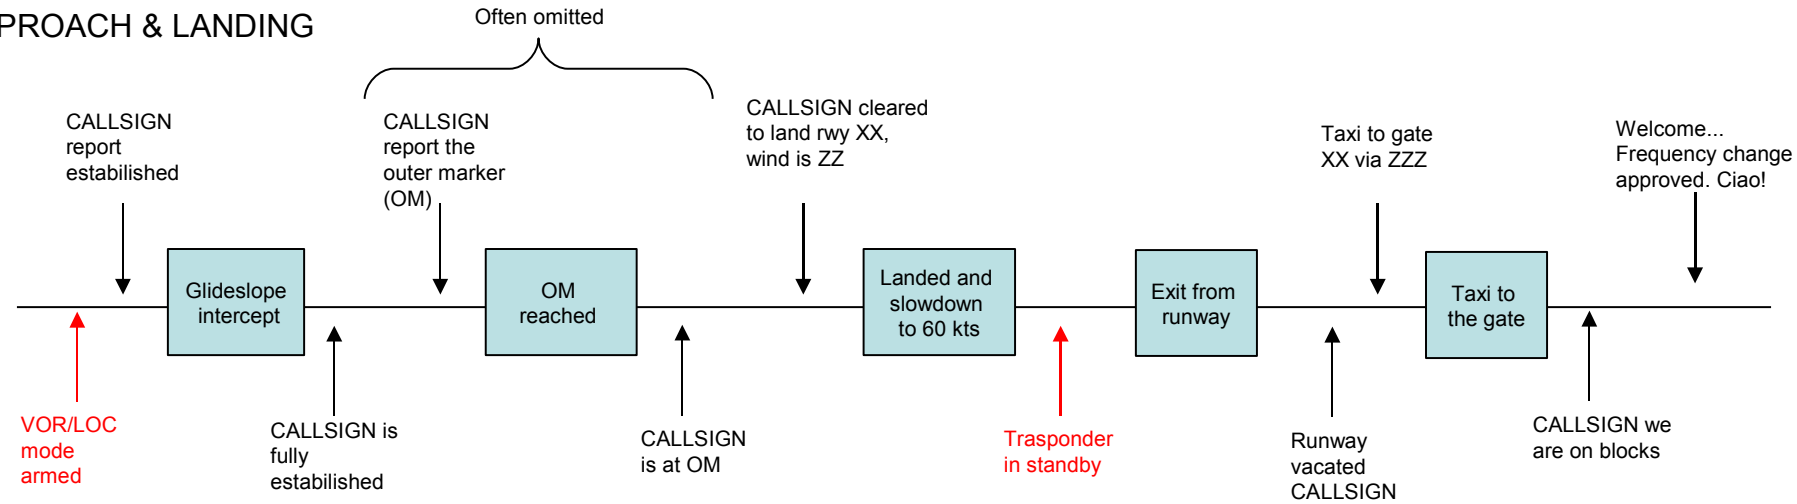 PROACH & LANDING
Often omitted
CALLSIGN
report
estabilished
CALLSIGN
report the
outer marker
(OM)
CALLSIGN cleared
to land rwy XX,
wind is ZZ
Taxi to gate
XX via ZZZ
Welcome...
Frequency change
approved. Ciao!
Glideslope
intercept
OM
reached
Landed and
slowdown
to 60 kts
Exit from
runway
Taxi to
the gate
VOR/LOC
mode
armed
CALLSIGN is
fully
estabilished
CALLSIGN
is at OM
Trasponder
in standby
Runway
vacated
CALLSIGN
CALLSIGN we
are on blocks